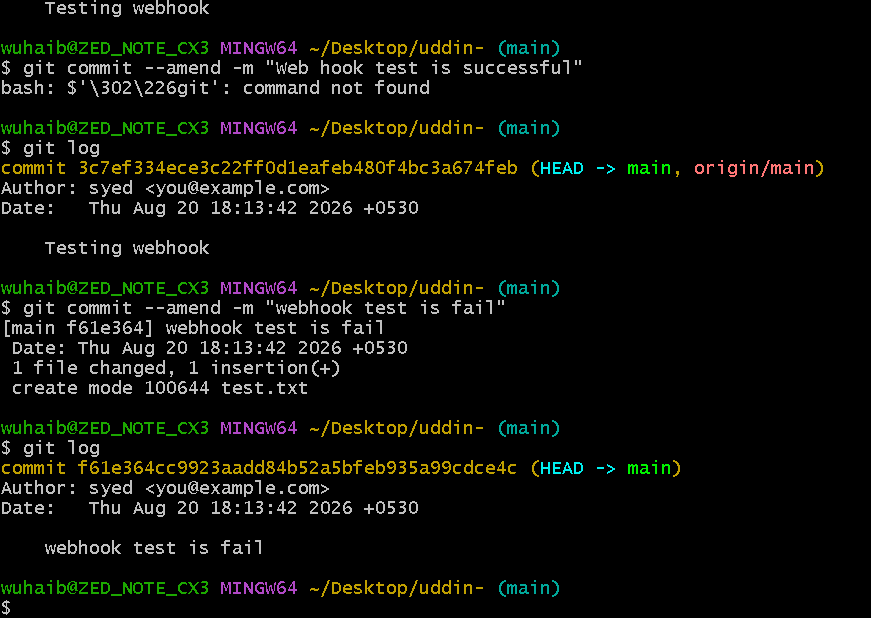 Testing webhook
wuhaib@ZED_NOTE_CX3 MINGW64 ~/Desktop/uddin- (main)
$ git commit --amend -m "Web hook test is successful"
bash: $'\302\226git': command not found
wuhaib@ZED_NOTE_CX3 MINGW64 ~/Desktop/uddin- (main)
$ git log
commit 3c7ef334ece3c22ff0d1eafeb480f4bc3a674feb (HEAD -> main, origin/main)
Author: syed <you@example.com>
Date:   Thu Aug 20 18:13:42 2026 +0530
Testing webhook
wuhaib@ZED_NOTE_CX3 MINGW64 ~/Desktop/uddin- (main)
$ git commit --amend -m "webhook test is fail"
[main f61e364] webhook test is fail
Date: Thu Aug 20 18:13:42 2026 +0530
1 file changed, 1 insertion(+)
create mode 100644 test.txt
wuhaib@ZED_NOTE_CX3 MINGW64 ~/Desktop/uddin- (main)
$ git log
commit f61e364cc9923aadd84b52a5bfeb935a99cdce4c (HEAD -> main)
Author: syed <you@example.com>
Date:   Thu Aug 20 18:13:42 2026 +0530
webhook test is fail
wuhaib@ZED_NOTE_CX3 MINGW64 ~/Desktop/uddin- (main)
$